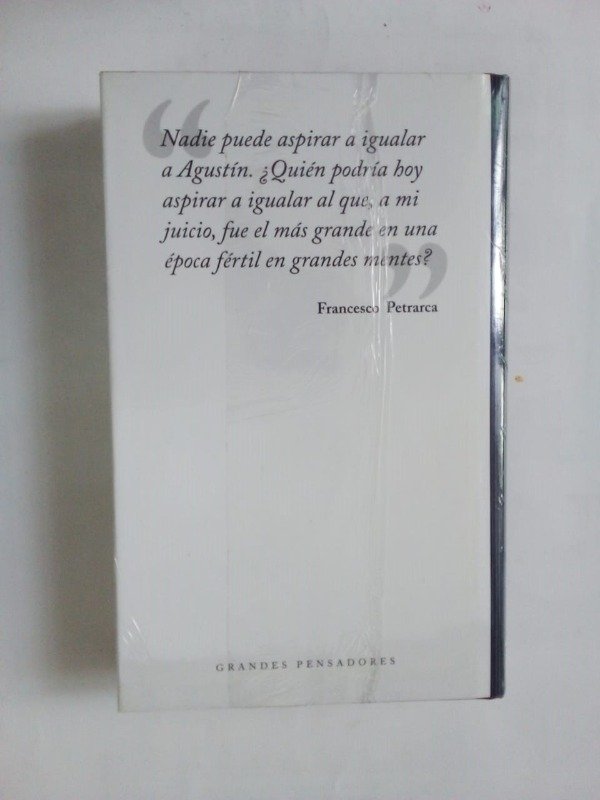 “Nadie puede aspirar a igualar
a Agustín. ¿Quién podría hoy
aspirar a igualar al que, a mi
juicio, fue el más grande en una
época fértil en grandes mentes?”
Francesco Petrarca
GRANDES PENSADORES